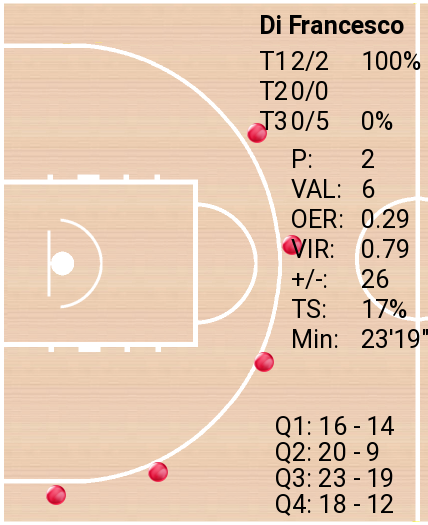 Di Francesco
T1 2/2 100%
T2 0/0
T3 0/5 0%
P: 2
VAL: 6
OER: 0.29
VIR: 0.79
+/-: 26
TS: 17%
Min: 23'19"
Q1: 16 - 14
Q2: 20 - 9
Q3: 23 - 19
Q4: 18 - 12